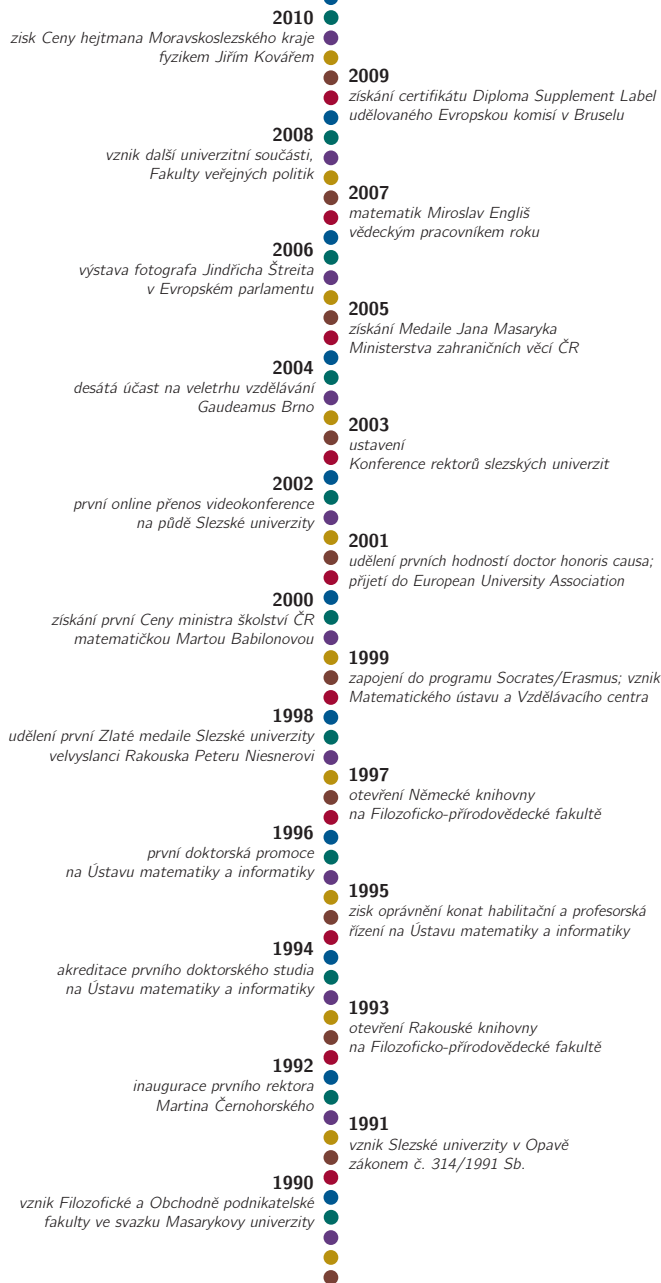 2010
zisk Ceny hejtmana Moravskoslezského kraje
fyzikem Jiřím Kovářem
2009
získání certifikátu Diploma Supplement Label
udělovaného Evropskou komisí v Bruselu
2008
vznik další univerzitní součásti,
Fakulty veřejných politik
2007
matematik Miroslav Engliš
vědeckým pracovníkem roku
2006
výstava fotografa Jindřicha Štreita
v Evropském parlamentu
2005
získání Medaile Jana Masaryka
Ministerstva zahraničních věcí ČR
2004
desátá účast na veletrhu vzdělávání
Gaudeamus Brno
2003
ustavení
Konference rektorů slezských univerzit
2002
první online přenos videokonference
na půdě Slezské univerzity
2001
udělení prvních hodností doctor honoris causa;
přijetí do European University Association
2000
získání první Ceny ministra školství ČR
matematičkou Martou Babilonovou
1999
zapojení do programu Socrates/Erasmus; vznik
Matematického ústavu a Vzdělávacího centra
1998
udělení první Zlaté medaile Slezské univerzity
velvyslanci Rakouska Peteru Niesnerovi
1997
otevření Německé knihovny
na Filozoficko-přírodovědecké fakultě
1996
první doktorská promoce
na Ústavu matematiky a informatiky
1995
zisk oprávnění konat habilitační a profesorská
řízení na Ústavu matematiky a informatiky
1994
akreditace prvního doktorského studia
na Ústavu matematiky a informatiky
1993
otevření Rakouské knihovny
na Filozoficko-přírodovědecké fakultě
1992
inaugurace prvního rektora
Martina Černohorského
1991
vznik Slezské univerzity v Opavě
zákonem č. 314/1991 Sb.
1990
vznik Filozofické a Obchodně podnikatelské
fakulty ve svazku Masarykovy univerzity